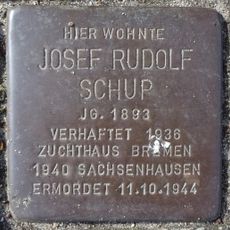 HIER WOHNTE
JOSEF RUDOLF
SCHUP
JG. 1893
VERHAFTET 1936
ZUCHTHAUS BREMEN
1940 SACHSENHAUSEN
ERMORDET 11.10.1944